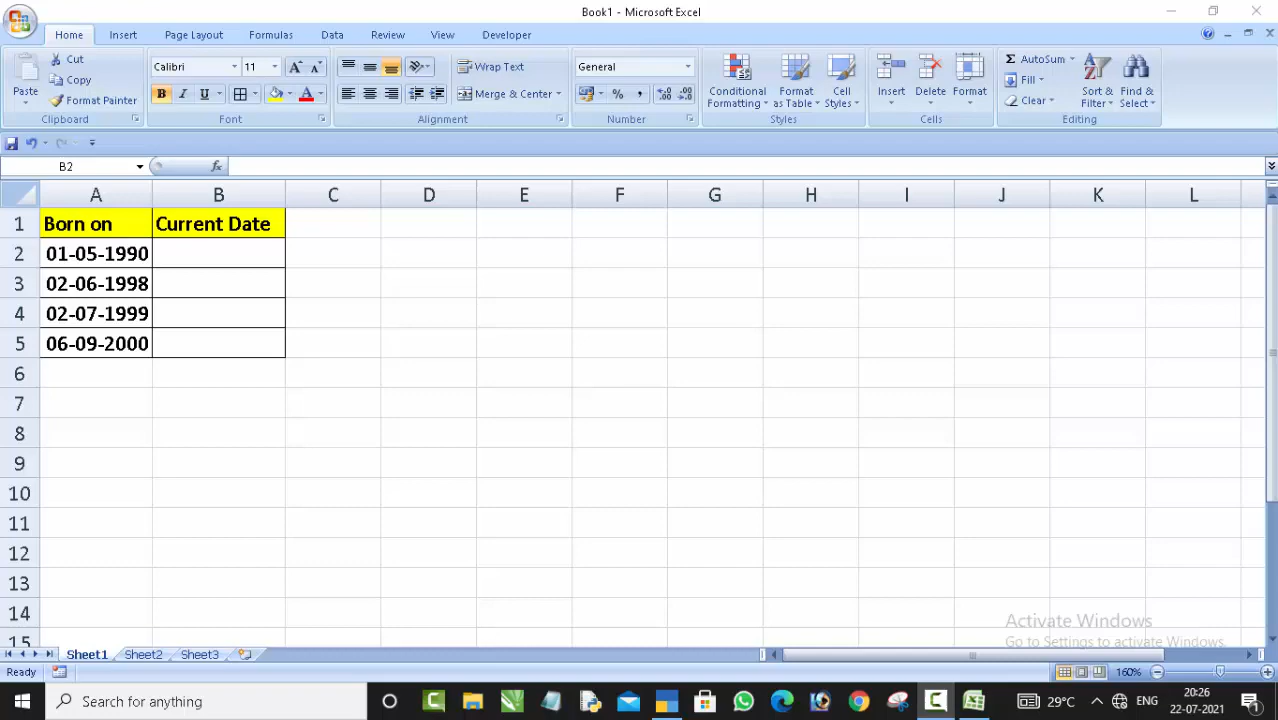 Book1 - Microsoft Excel
Home Insert Page Layout Formulas Data Review View Developer
Paste
Cut
Copy
Format Painter
Clipboard
Calibri 11
B I U
Font
Wrap Text
Merge & Center
Alignment
General
% ,
Number
Conditional Formatting
Format as Table
Cell Styles
Styles
Insert Delete Format
Cells
Σ AutoSum
Fill
Clear
Sort & Filter
Find & Select
Editing
B2 fx
A B C D E F G H I J K L
1 Born on Current Date
2 01-05-1990
3 02-06-1998
4 02-07-1999
5 06-09-2000
6
7
8
9
10
11
12
13
14
15
Activate Windows
Go to Settings to activate Windows.
Sheet1 Sheet2 Sheet3
Ready 160%
Search for anything
29°C ENG 20:26
22-07-2021
1